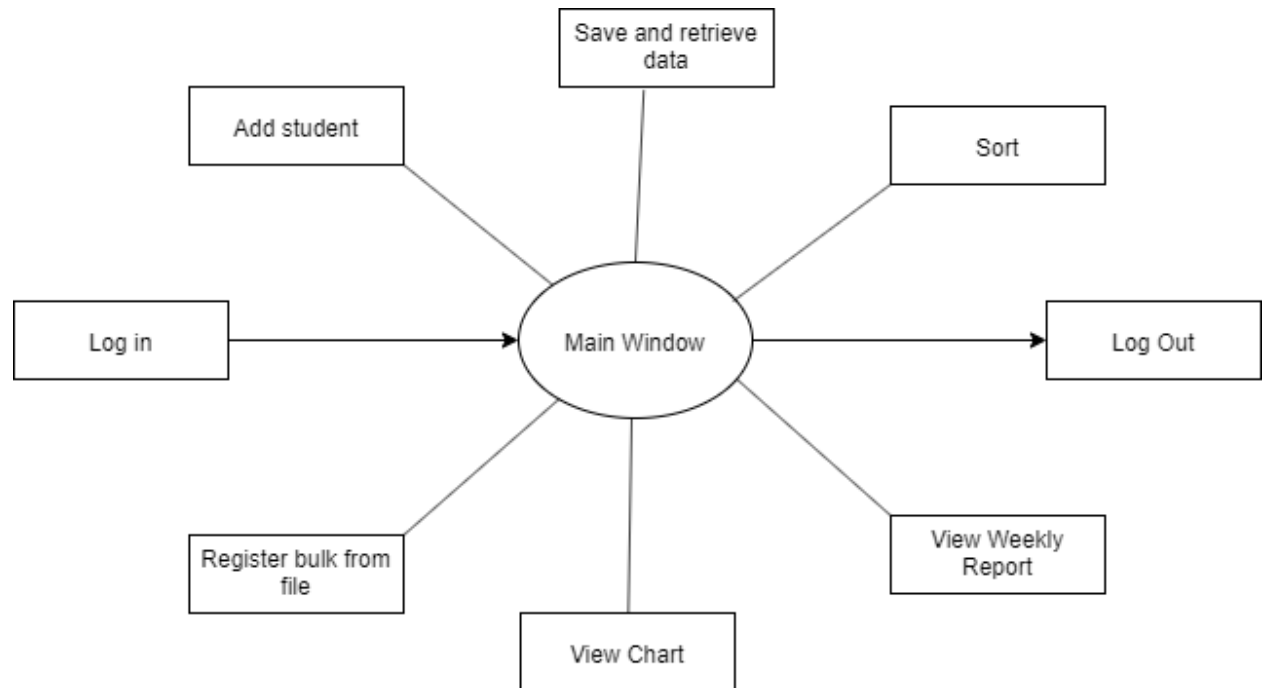 Save and retrieve
data
Add student
Sort
Log in
Main Window
Log Out
Register bulk from
file
View Weekly
Report
View Chart